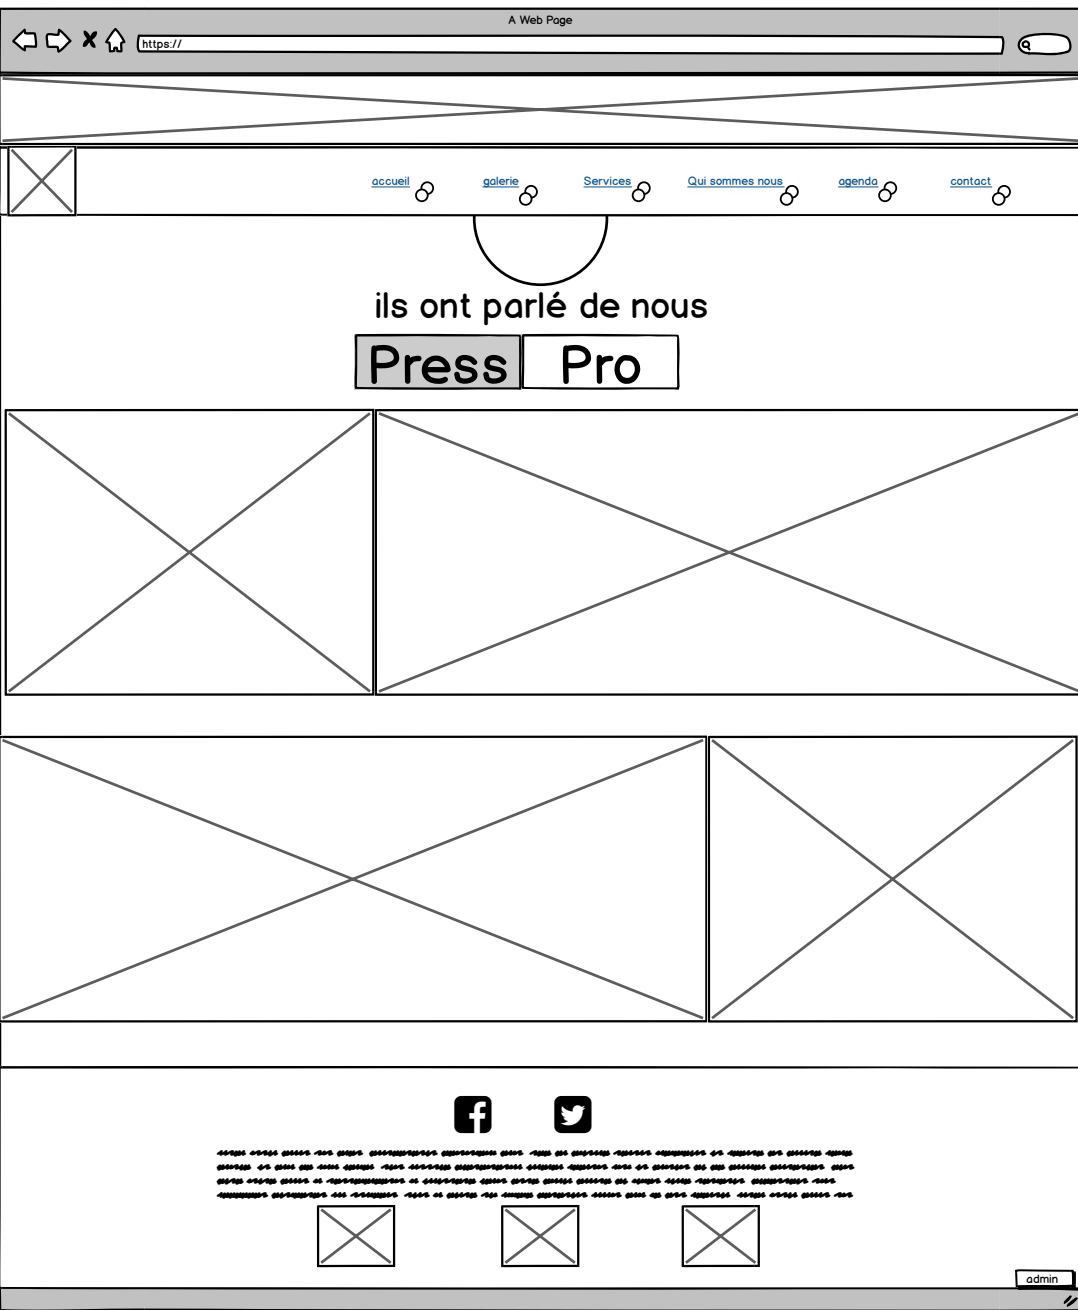 A Web Page
https://
accueil galerie Services Qui sommes nous agenda contact
ils ont parlé de nous
Press Pro
admin